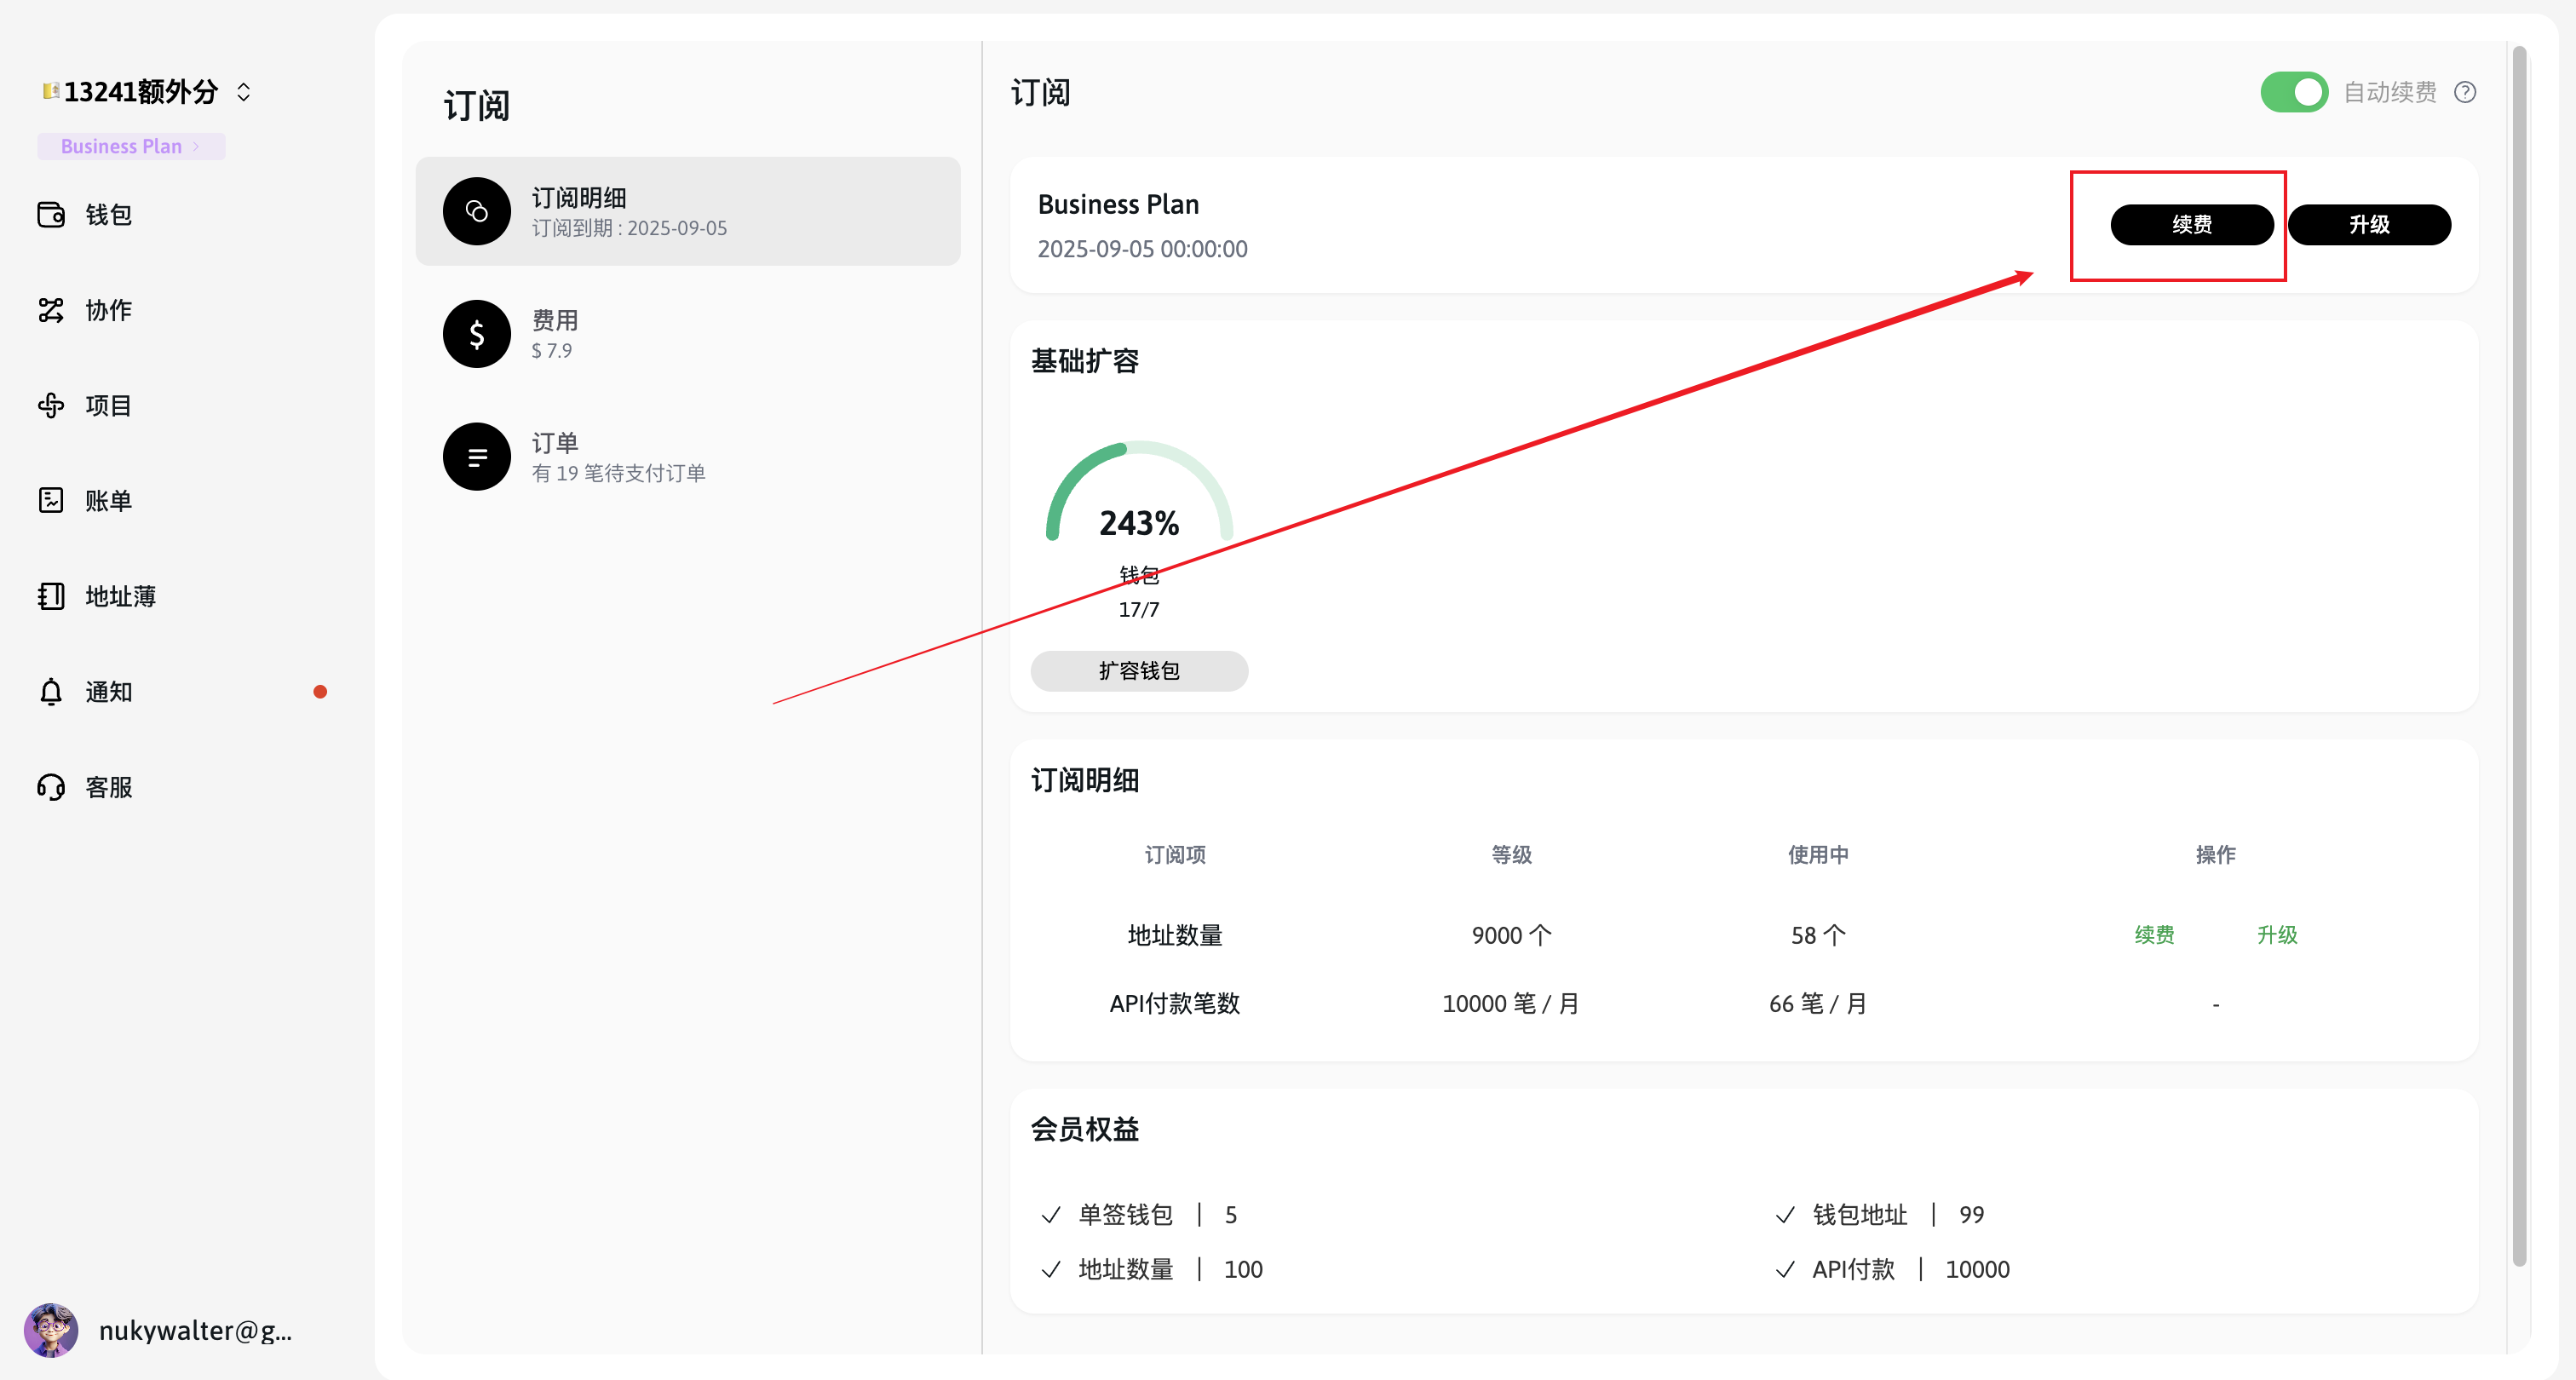 13241额外分
Business Plan
钱包
协作
项目
账单
地址薄
通知
客服
nukywalter@g...
订阅
订阅明细
订阅到期 : 2025-09-05
费用
$ 7.9
订单
有 19 笔待支付订单
订阅
自动续费
Business Plan
2025-09-05 00:00:00
续费
升级
基础扩容
243%
钱包
17/7
扩容钱包
订阅明细
订阅项 等级 使用中 操作
地址数量 9000 个 58 个 续费 升级
API付款笔数 10000 笔 / 月 66 笔 / 月 -
会员权益
单签钱包 | 5 钱包地址 | 99
地址数量 | 100 API付款 | 10000